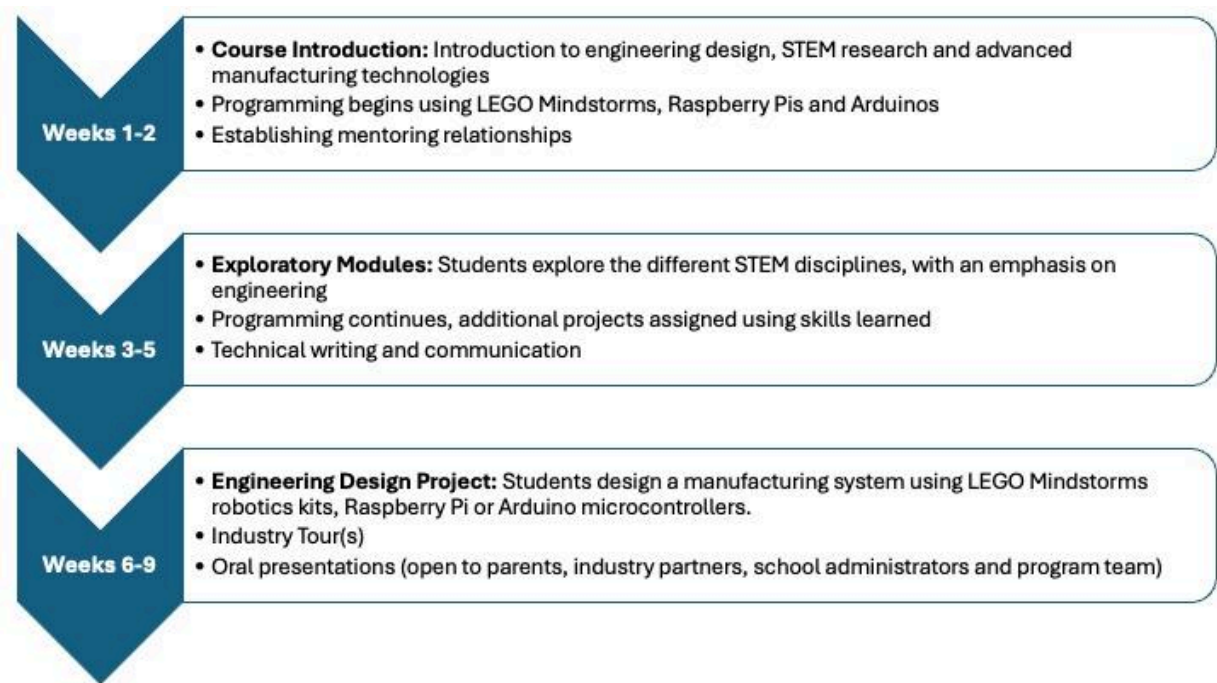 Weeks 1-2
• Course Introduction: Introduction to engineering design, STEM research and advanced
manufacturing technologies
• Programming begins using LEGO Mindstorms, Raspberry Pis and Arduinos
• Establishing mentoring relationships
Weeks 3-5
• Exploratory Modules: Students explore the different STEM disciplines, with an emphasis on
engineering
• Programming continues, additional projects assigned using skills learned
• Technical writing and communication
Weeks 6-9
• Engineering Design Project: Students design a manufacturing system using LEGO Mindstorms
robotics kits, Raspberry Pi or Arduino microcontrollers.
• Industry Tour(s)
• Oral presentations (open to parents, industry partners, school administrators and program team)